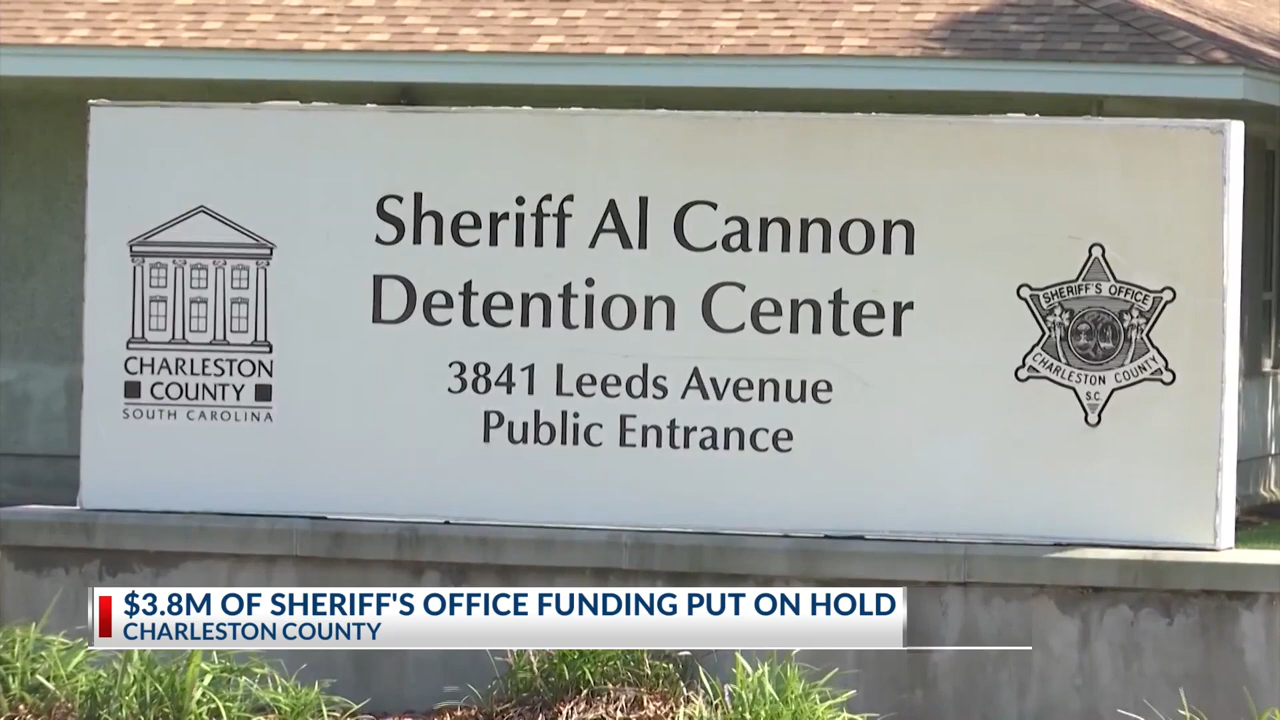 Sheriff Al Cannon
Detention Center
3841 Leeds Avenue
Public Entrance
CHARLESTON
COUNTY
SOUTH CAROLINA
SHERIFF'S OFFICE
CHARLESTON COUNTY
S.C.
$3.8M OF SHERIFF'S OFFICE FUNDING PUT ON HOLD
CHARLESTON COUNTY